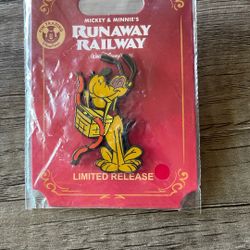 MICKEY & MINNIE'S
RUNAWAY
RAILWAY
LIMITED RELEASE